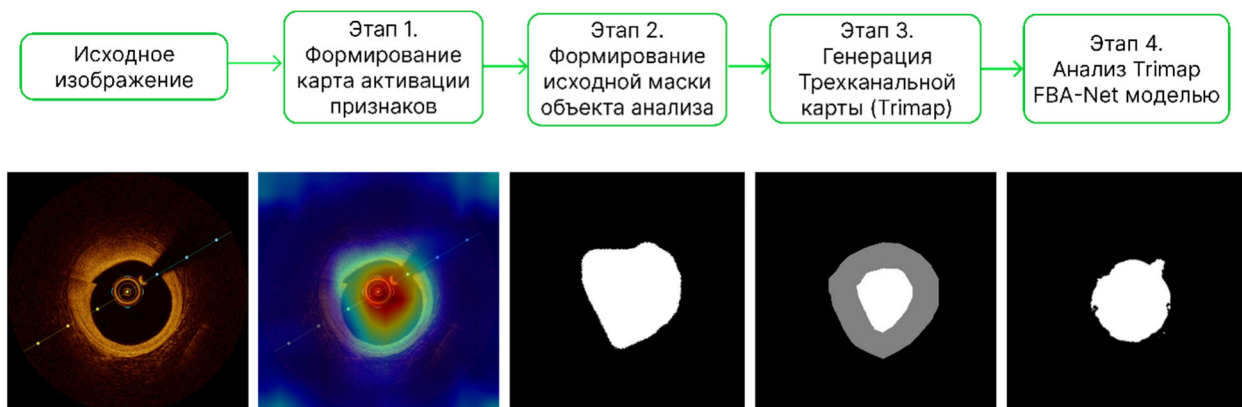 Исходное
изображение
Этап 1.
Формирование
карта активации
признаков
Этап 2.
Формирование
исходной маски
объекта анализа
Этап 3.
Генерация
Трехканальной
карты (Trimap)
Этап 4.
Анализ Trimap
FBA-Net моделью